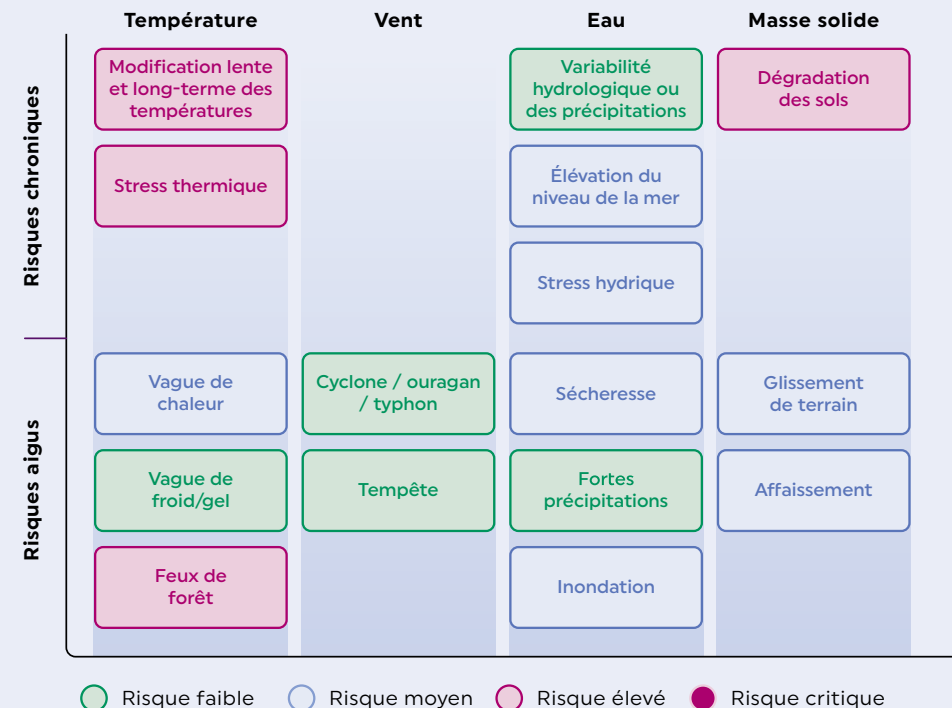 Température
Vent
Eau
Masse solide
Risques chroniques
Modification lente
et long-terme des
températures
Variabilité
hydrologique ou
des précipitations
Dégradation
des sols
Stress thermique
Élévation du
niveau de la mer
Stress hydrique
Risques aigus
Vague de
chaleur
Cyclone / ouragan
/ typhon
Sécheresse
Glissement
de terrain
Vague de
froid/gel
Tempête
Fortes
précipitations
Affaissement
Feux de
forêt
Inondation
Risque faible
Risque moyen
Risque élevé
Risque critique